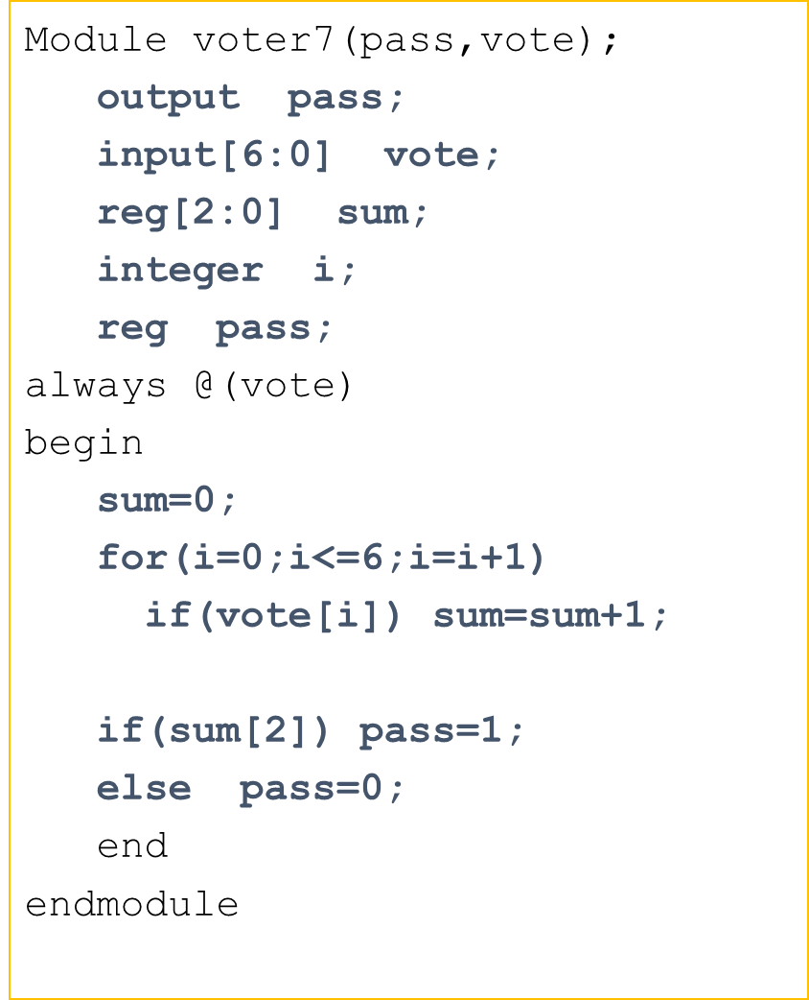 Module voter7(pass,vote);
output  pass;
input[6:0]  vote;
reg[2:0]  sum;
integer  i;
reg  pass;
always @(vote)
begin
sum=0;
for(i=0;i<=6;i=i+1)
if(vote[i]) sum=sum+1;
if(sum[2]) pass=1;
else  pass=0;
end
endmodule